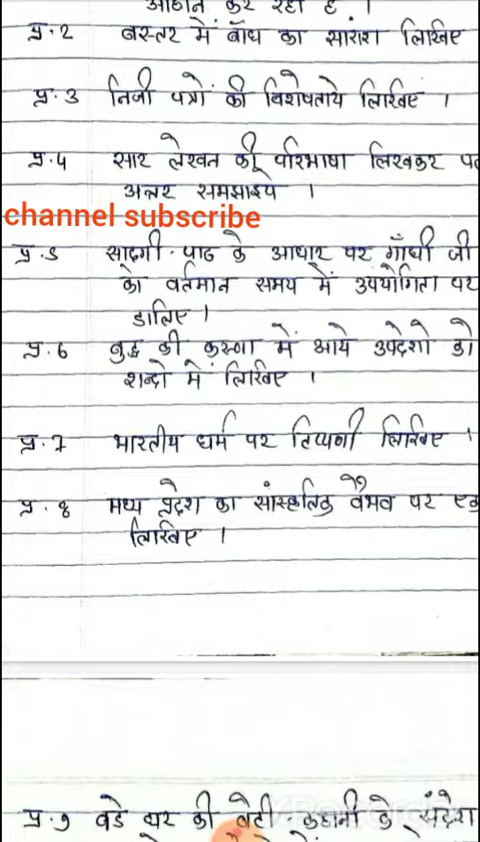 कर रहा है ।
प्र.2 बस्तर में बाँध का सारांश लिखिए
प्र.3 निजी पत्रों की विशेषताये लिखिए ।
प्र.4 सार लेखन की परिभाषा लिखकर
अन्तर समझाइये ।
channel subscribe
प्र.5 सादगी पाठ के आधार पर गाँधी जी
को वर्तमान समय में उपयोगिता पर
डालिए ।
प्र.6 बुद्ध की करुणा में आये उपदेशो को
शब्दो में लिखिए ।
प्र.7 भारतीय धर्म पर टिप्पणी लिखिए ।
प्र.8 मध्य प्रदेश का सांस्कृतिक वैभव पर
लिखिए ।
प्र.9 बडे घर की बेटी कहानी के संदेश